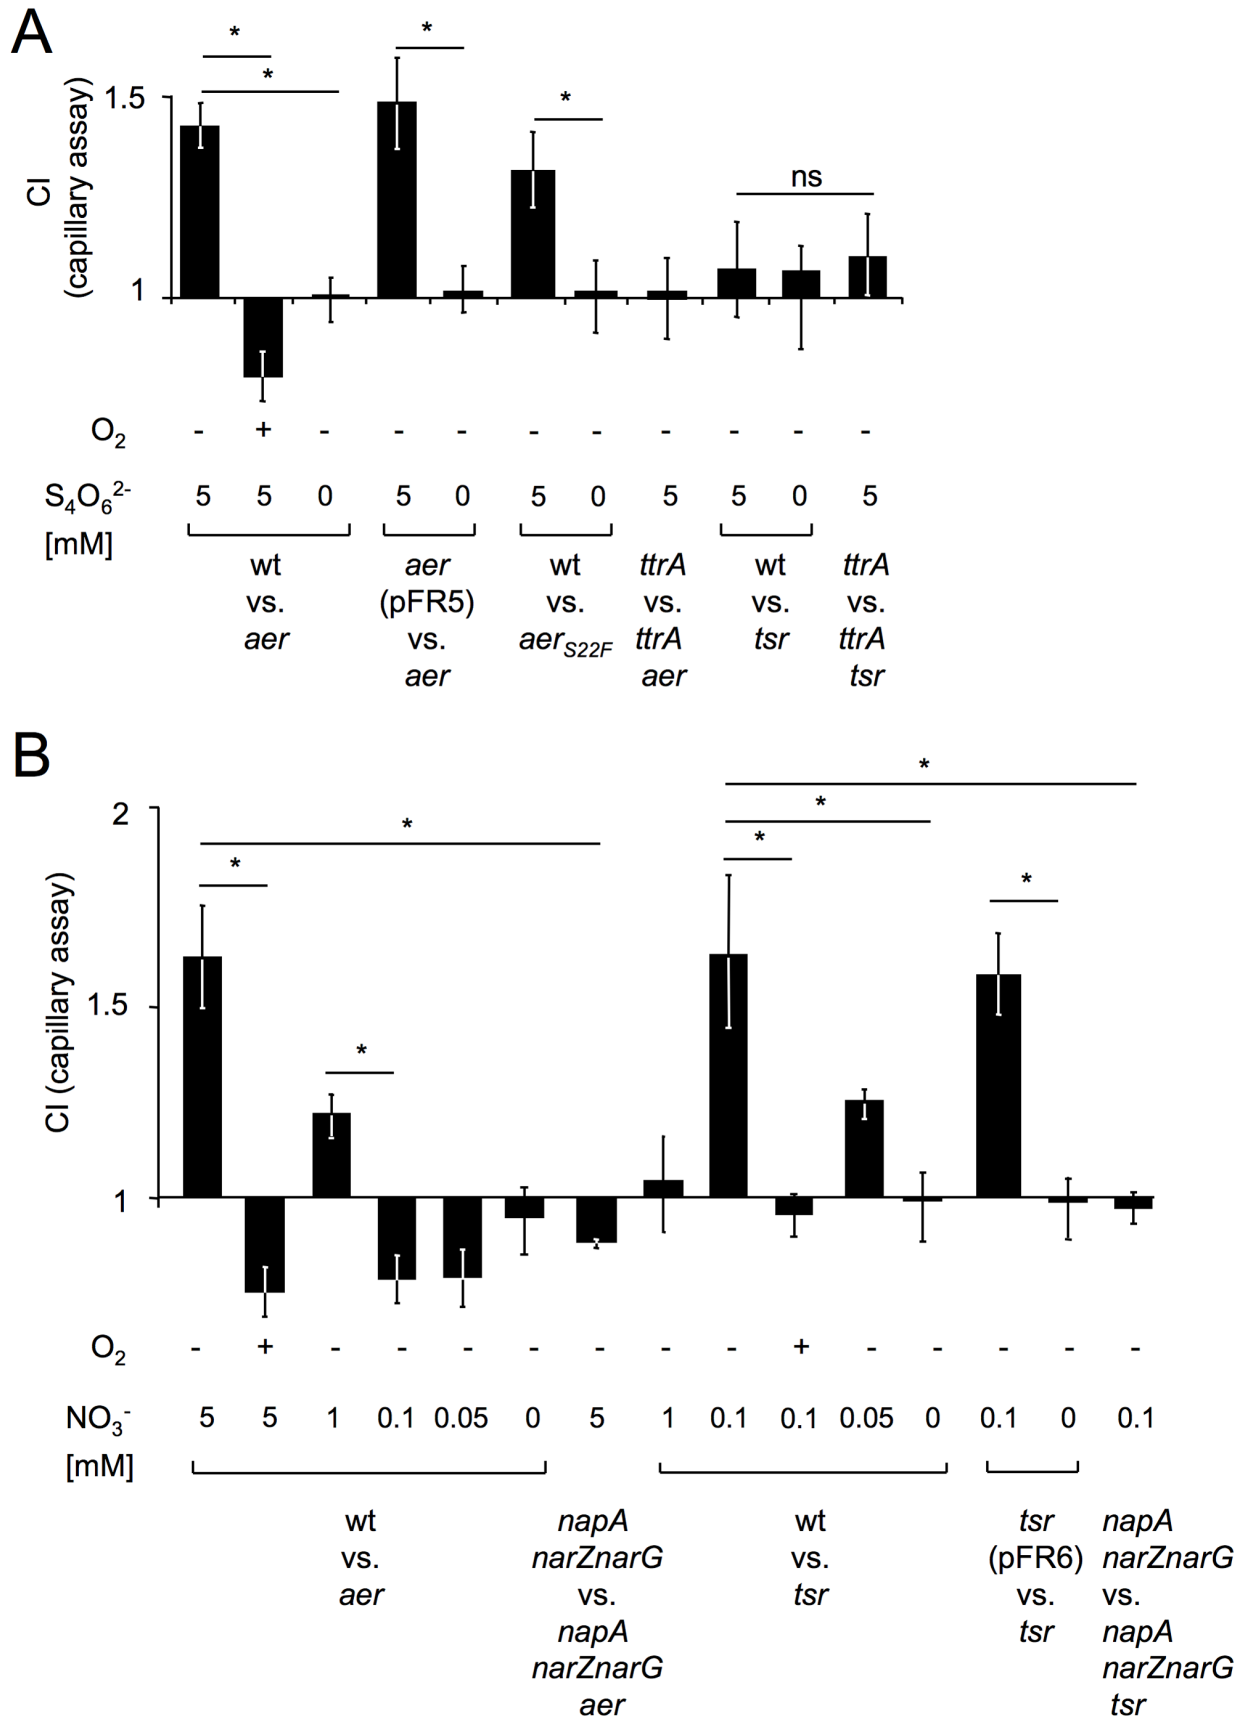 A
* *
*
*
1.5
CI
(capillary assay)
ns
1
O2 - + - - - - - - - - -
S4O6 2- 5 5 0 5 0 5 0 5 5 0 5
[mM]
wt vs. aer
aer (pFR5) vs. aer
wt vs. aerS22F
ttrA vs. ttrA aer
wt vs. tsr
ttrA vs. ttrA tsr
B
*
2
*
*
*
*
*
*
1.5
CI (capillary assay)
*
1
O2 - + - - - - - - - + - - - - -
NO3- 5 5 1 0.1 0.05 0 5 1 0.1 0.1 0.05 0 0.1 0 0.1
[mM]
wt vs. aer
napA narZnarG vs. napA narZnarG aer
wt vs. tsr
tsr (pFR6) vs. tsr
napA narZnarG vs. napA narZnarG tsr